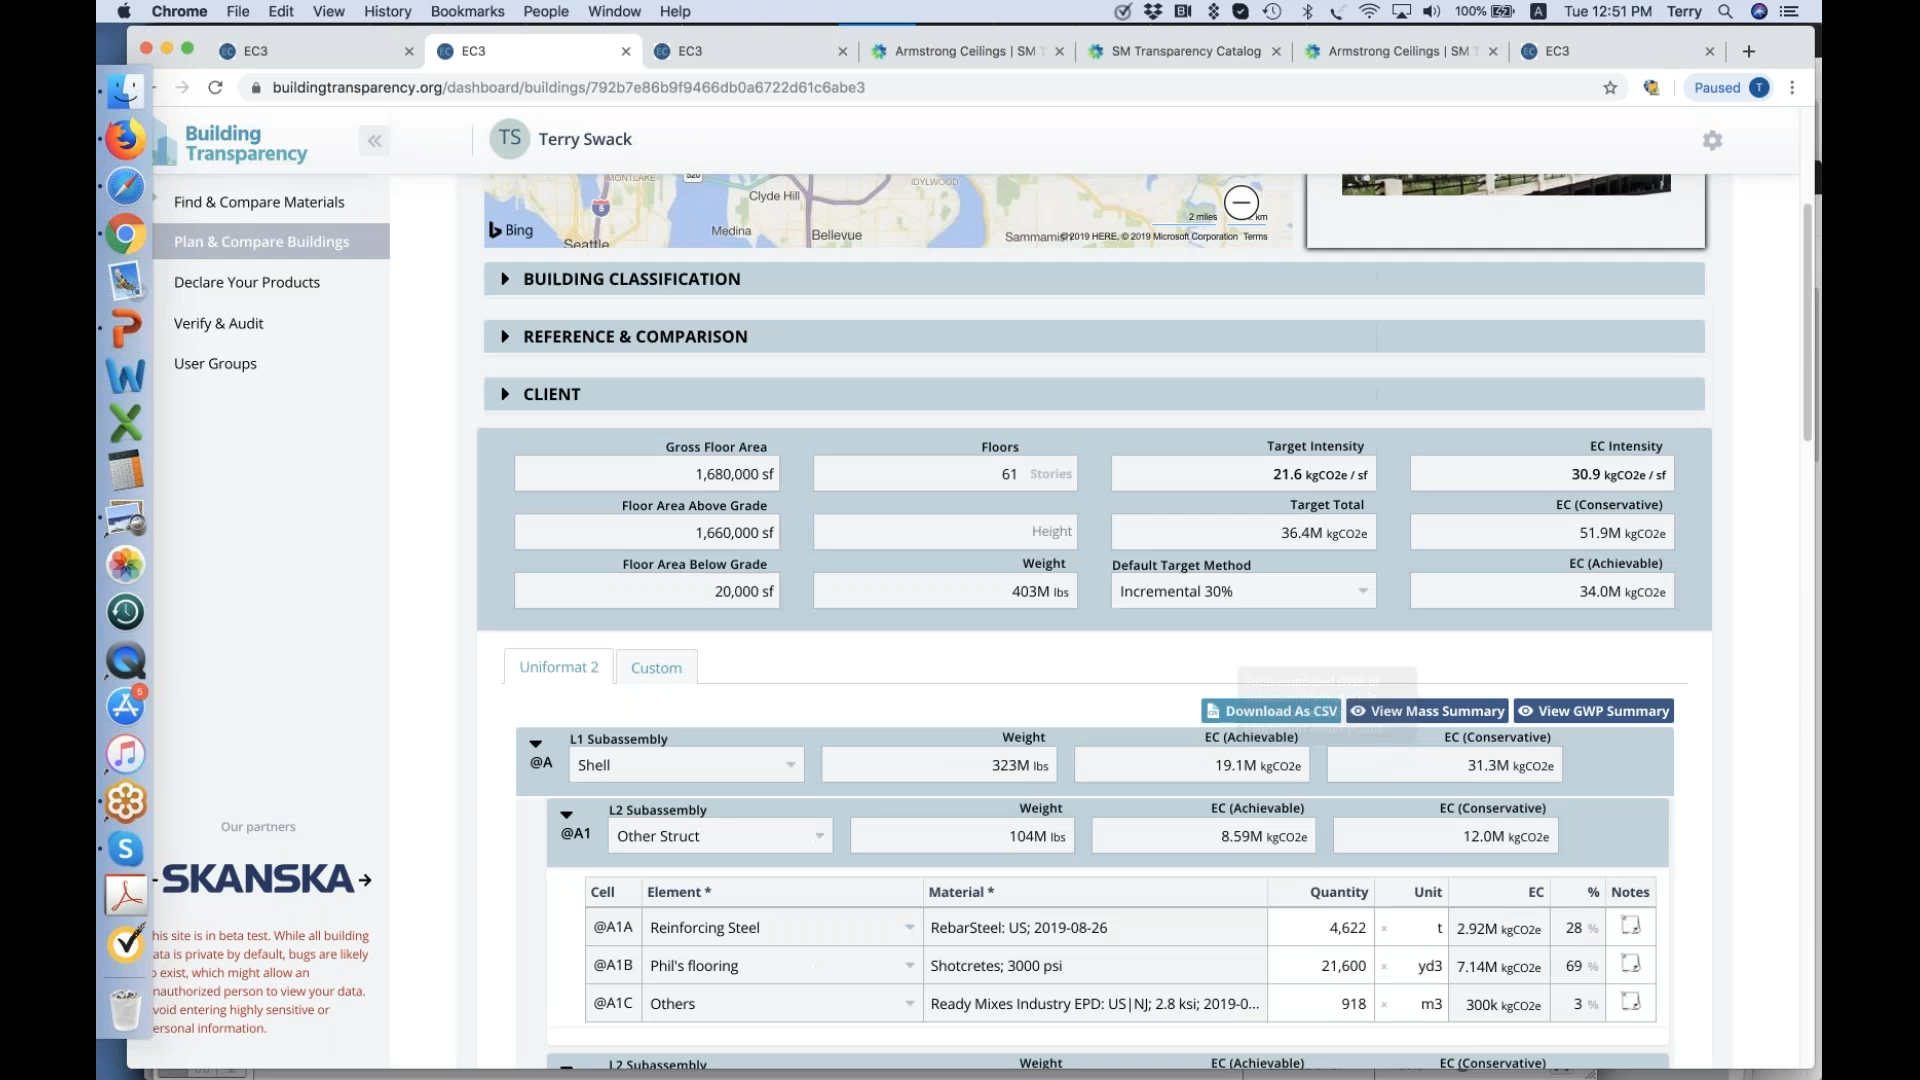 Chrome File Edit View History Bookmarks People Window Help 100% A Tue 12:51 PM Terry
EC3 EC3 EC3 Armstrong Ceilings | SM T SM Transparency Catalog Armstrong Ceilings | SM T EC3
buildingtransparency.org/dashboard/buildings/792b7e86b9f9466db0a6722d61c6abe3 Paused T
Building
Transparency
TS Terry Swack
Find & Compare Materials
Plan & Compare Buildings
Declare Your Products
Verify & Audit
User Groups
MONTLAKE 520 Clyde Hill IDYLWOOD
5
Bing Seattle Medina Bellevue Sammamis
2 miles km
©2019 HERE, © 2019 Microsoft Corporation Terms
BUILDING CLASSIFICATION
REFERENCE & COMPARISON
CLIENT
Gross Floor Area Floors Target Intensity EC Intensity
1,680,000 sf 61 Stories 21.6 kgCO2e / sf 30.9 kgCO2e / sf
Floor Area Above Grade Target Total EC (Conservative)
1,660,000 sf Height 36.4M kgCO2e 51.9M kgCO2e
Floor Area Below Grade Weight Default Target Method EC (Achievable)
20,000 sf 403M lbs Incremental 30% 34.0M kgCO2e
Uniformat 2 Custom
Download As CSV View Mass Summary View GWP Summary
L1 Subassembly Weight EC (Achievable) EC (Conservative)
@A Shell 323M lbs 19.1M kgCO2e 31.3M kgCO2e
L2 Subassembly Weight EC (Achievable) EC (Conservative)
@A1 Other Struct 104M lbs 8.59M kgCO2e 12.0M kgCO2e
Cell Element * Material * Quantity Unit EC % Notes
@A1A Reinforcing Steel RebarSteel: US; 2019-08-26 4,622 × t 2.92M kgCO2e 28 %
@A1B Phil's flooring Shotcretes; 3000 psi 21,600 × yd3 7.14M kgCO2e 69 %
@A1C Others Ready Mixes Industry EPD: US|NJ; 2.8 ksi; 2019-0... 918 × m3 300k kgCO2e 3 %
L2 Subassembly Weight EC (Achievable) EC (Conservative)
Our partners
SKANSKA
his site is in beta test. While all building
ata is private by default, bugs are likely
o exist, which might allow an
nauthorized person to view your data.
void entering highly sensitive or
ersonal information.
5